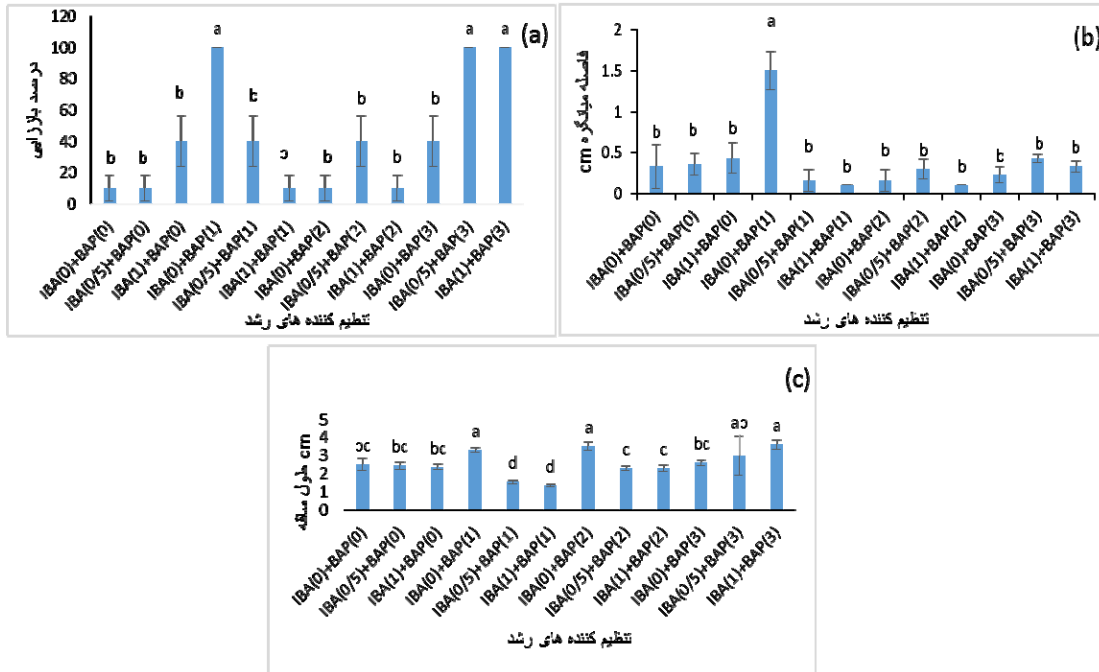 (a)
درصد بلازایی
100
80
60
40
20
0
b b b a b b b b b a a
IBA(0)+BAP(0)
IBA(0/5)+BAP(0)
IBA(1)+BAP(0)
IBA(0)+BAP(1)
IBA(0/5)+BAP(1)
IBA(1)+BAP(1)
IBA(0)+BAP(2)
IBA(0/5)+BAP(2)
IBA(1)+BAP(2)
IBA(0)+BAP(3)
IBA(0/5)+BAP(3)
IBA(1)+BAP(3)
تنظیم کننده های رشد
(b)
فاصله میانگره cm
2
1.5
1
0.5
0
b b b a b b b b b b b b
IBA(0)+BAP(0)
IBA(0/5)+BAP(0)
IBA(1)+BAP(0)
IBA(0)+BAP(1)
IBA(0/5)+BAP(1)
IBA(1)+BAP(1)
IBA(0)+BAP(2)
IBA(0/5)+BAP(2)
IBA(1)+BAP(2)
IBA(0)+BAP(3)
IBA(0/5)+BAP(3)
IBA(1)+BAP(3)
تنظیم کننده های رشد
(c)
طول ساقه cm
5
4
3
2
1
0
bc bc bc a d d a c c bc ab a
IBA(0)+BAP(0)
IBA(0/5)+BAP(0)
IBA(1)+BAP(0)
IBA(0)+BAP(1)
IBA(0/5)+BAP(1)
IBA(1)+BAP(1)
IBA(0)+BAP(2)
IBA(0/5)+BAP(2)
IBA(1)+BAP(2)
IBA(0)+BAP(3)
IBA(0/5)+BAP(3)
IBA(1)+BAP(3)
تنظیم کننده های رشد